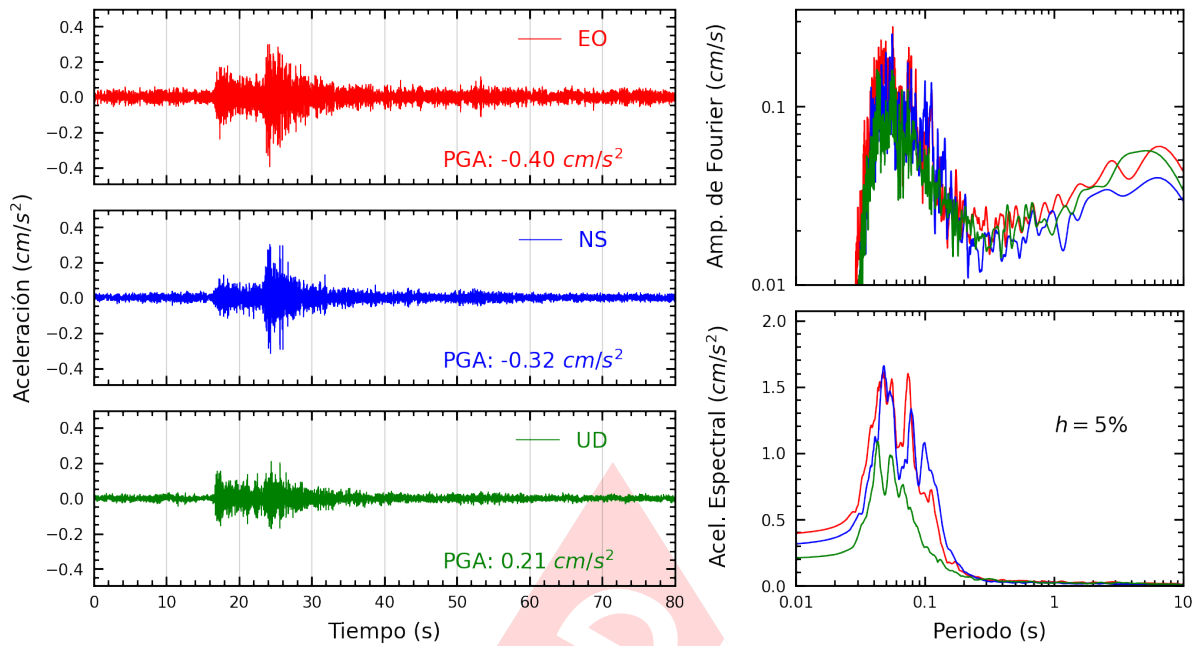 Aceleración (cm/s²)
0.4
0.2
0.0
−0.2
−0.4
EO
PGA: -0.40 cm/s²
0.4
0.2
0.0
−0.2
−0.4
NS
PGA: -0.32 cm/s²
0.4
0.2
0.0
−0.2
−0.4
UD
PGA: 0.21 cm/s²
0 10 20 30 40 50 60 70 80
Tiempo (s)
Amp. de Fourier (cm/s)
0.1
0.01
Acel. Espectral (cm/s²)
2.0
1.5
1.0
0.5
0.0
h = 5%
0.01 0.1 1 10
Periodo (s)